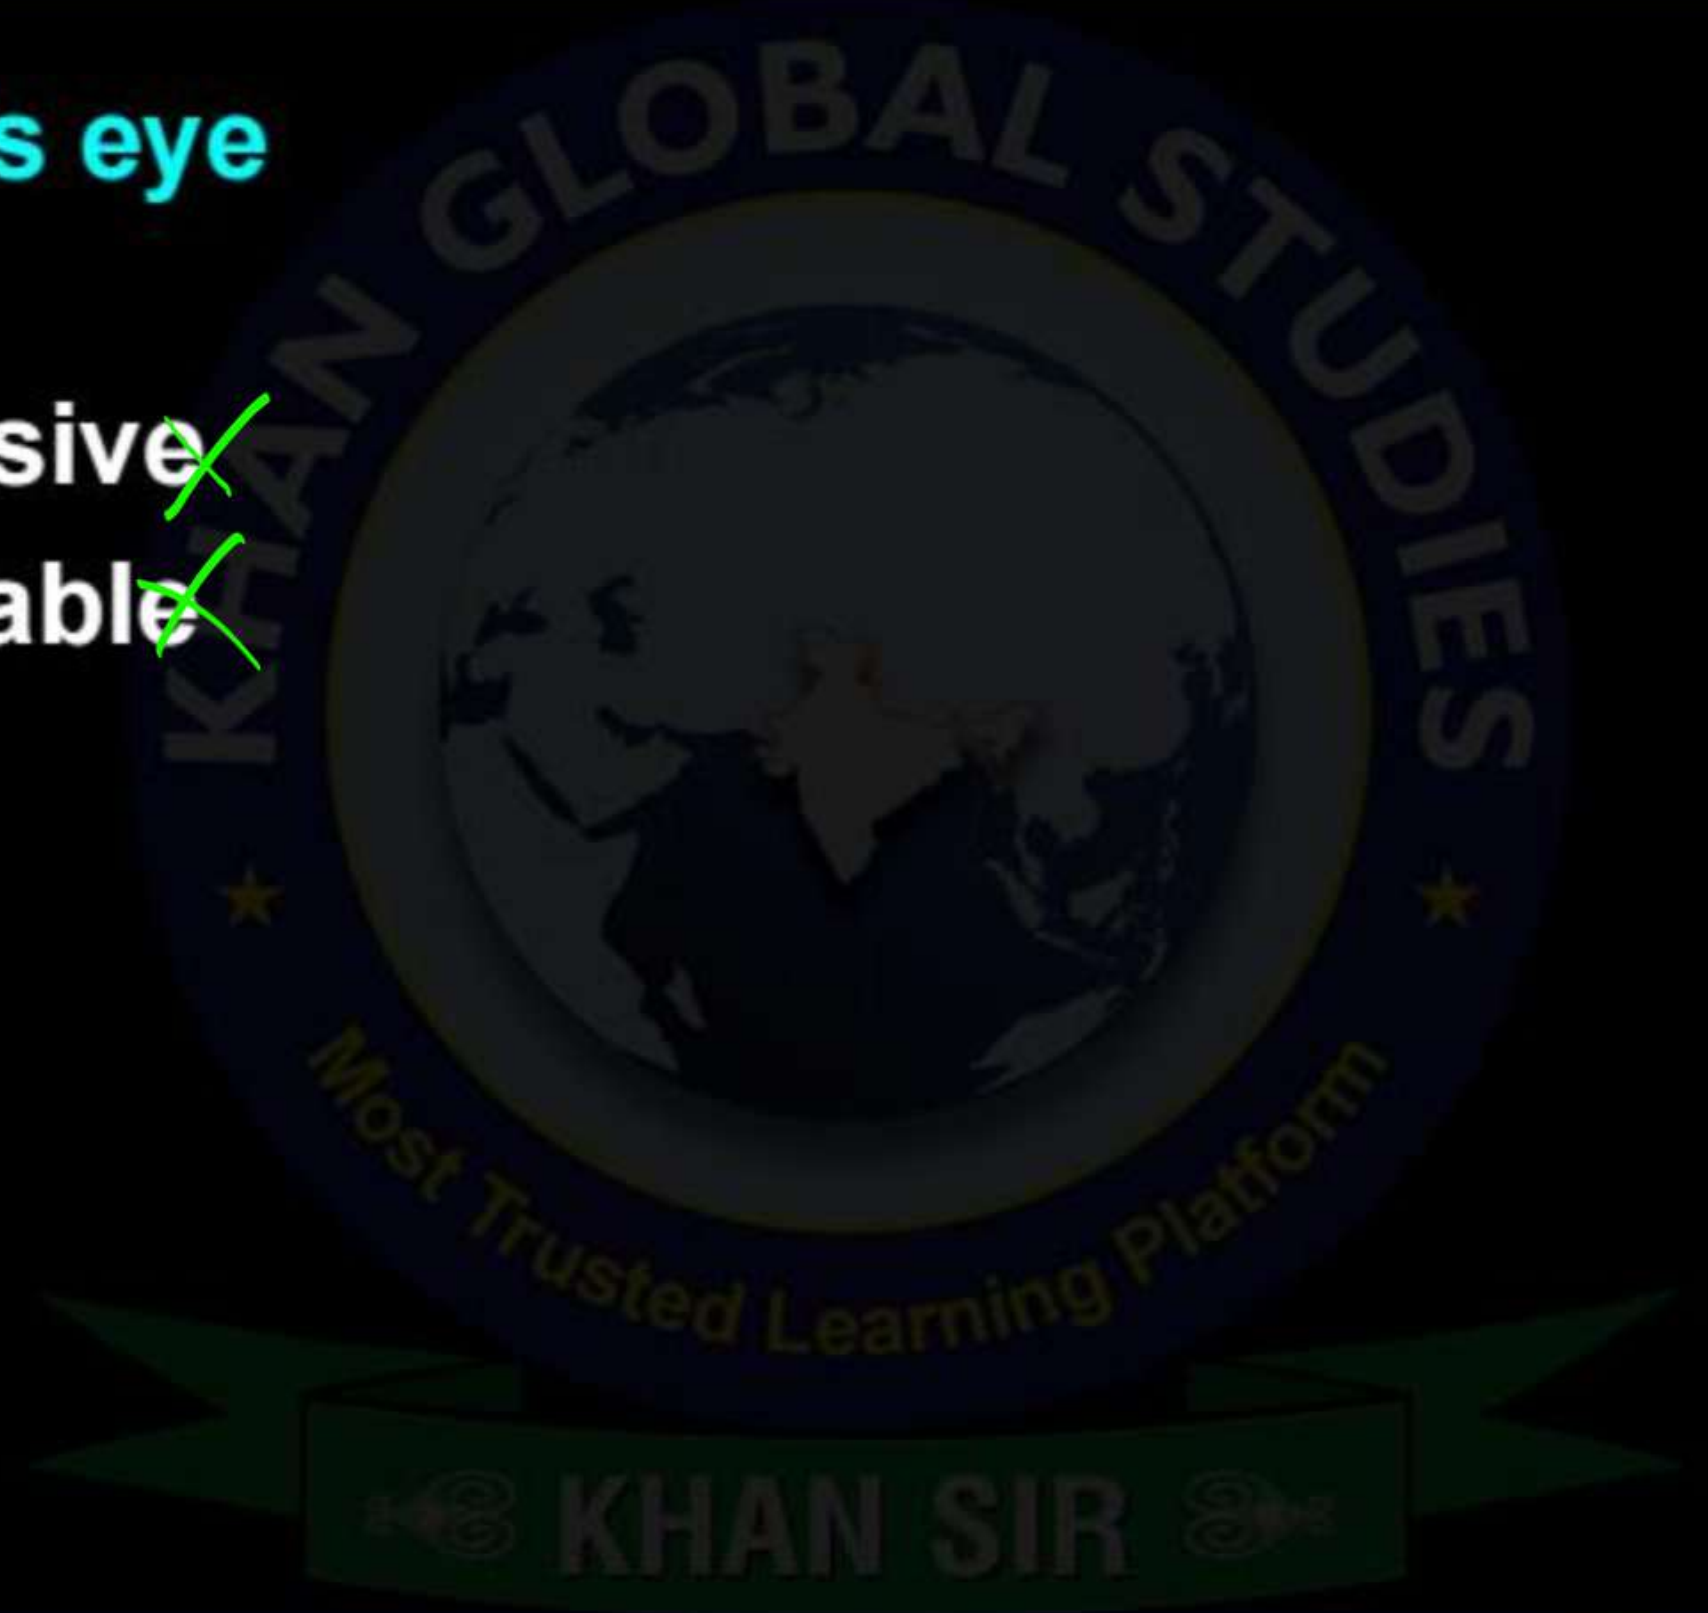 s eye
sive
able
KHAN GLOBAL STUDIES
Most Trusted Learning Platform
KHAN SIR